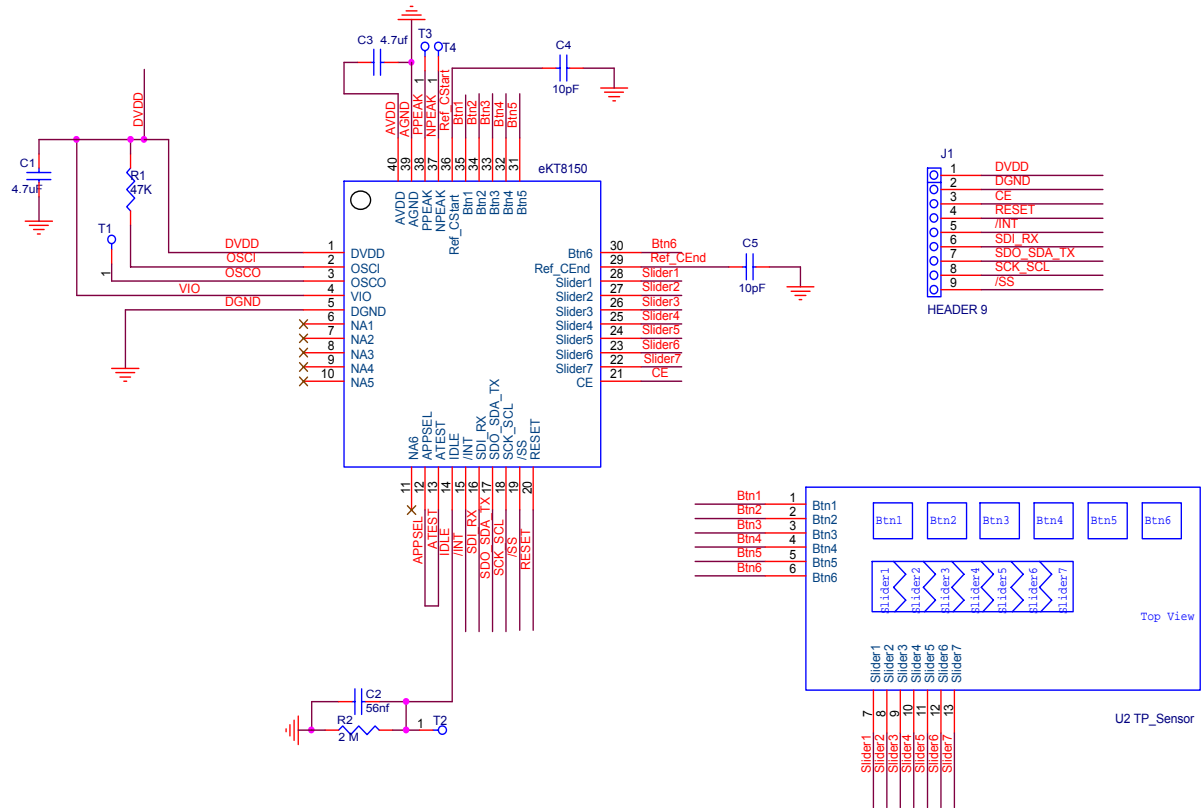 C3 4.7uf
T3
T4
C4
10pF
DVDD
AVDD
AGND
PPEAK 1
NPEAK 1
Ref_CStart
Btn1
Btn2
Btn3
Btn4
Btn5
40
39
38
37
36
35
34
33
32
31
eKT8150
C1
4.7uF
R1
47K
T1
1
AVDD
AGND
PPEAK
NPEAK
Ref_CStart
Btn1
Btn2
Btn3
Btn4
Btn5
DVDD 1 DVDD
OSCI 2 OSCI
OSCO 3 OSCO
VIO 4 VIO
DGND 5 DGND
6 NA1
7 NA2
8 NA3
9 NA4
10 NA5
Btn6 30 Btn6
Ref_CEnd 29 Ref_CEnd
Slider1 28 Slider1
Slider2 27 Slider2
Slider3 26 Slider3
Slider4 25 Slider4
Slider5 24 Slider5
Slider6 23 Slider6
Slider7 22 Slider7
CE 21 CE
C5
10pF
J1
1 DVDD
2 DGND
3 CE
4 RESET
5 /INT
6 SDI_RX
7 SDO_SDA_TX
8 SCK_SCL
9 /SS
HEADER 9
NA6
APPSEL
ATEST
IDLE
/INT
SDI_RX
SDO_SDA_TX
SCK_SCL
/SS
RESET
11
12
13
14
15
16
17
18
19
20
APPSEL
ATEST
IDLE
/INT
SDI_RX
SDO_SDA_TX
SCK_SCL
/SS
RESET
C2
56nf
R2
2 M
1 T2
Btn1 1 Btn1
Btn2 2 Btn2
Btn3 3 Btn3
Btn4 4 Btn4
Btn5 5 Btn5
Btn6 6 Btn6
Btn1 Btn2 Btn3 Btn4 Btn5 Btn6
Slider1
Slider2
Slider3
Slider4
Slider5
Slider6
Slider7
Top View
Slider1
Slider2
Slider3
Slider4
Slider5
Slider6
Slider7
7
8
9
10
11
12
13
Slider1
Slider2
Slider3
Slider4
Slider5
Slider6
Slider7
U2 TP_Sensor